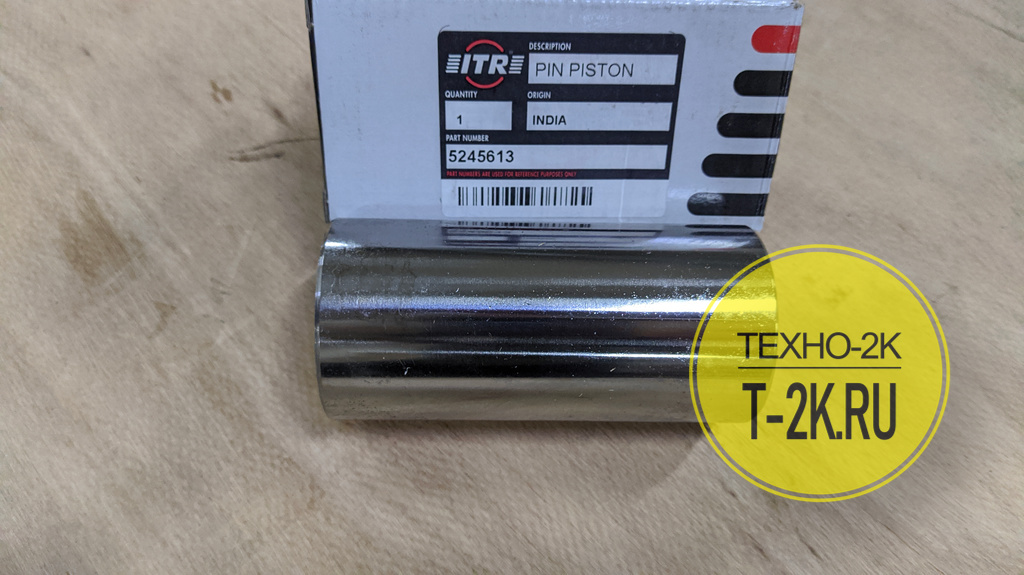 ITR
DESCRIPTION
PIN PISTON
QUANTITY
ORIGIN
1
INDIA
PART NUMBER
5245613
PART NUMBERS ARE USED FOR REFERENCE PURPOSES ONLY
ТЕХНО-2К
T-2K.RU